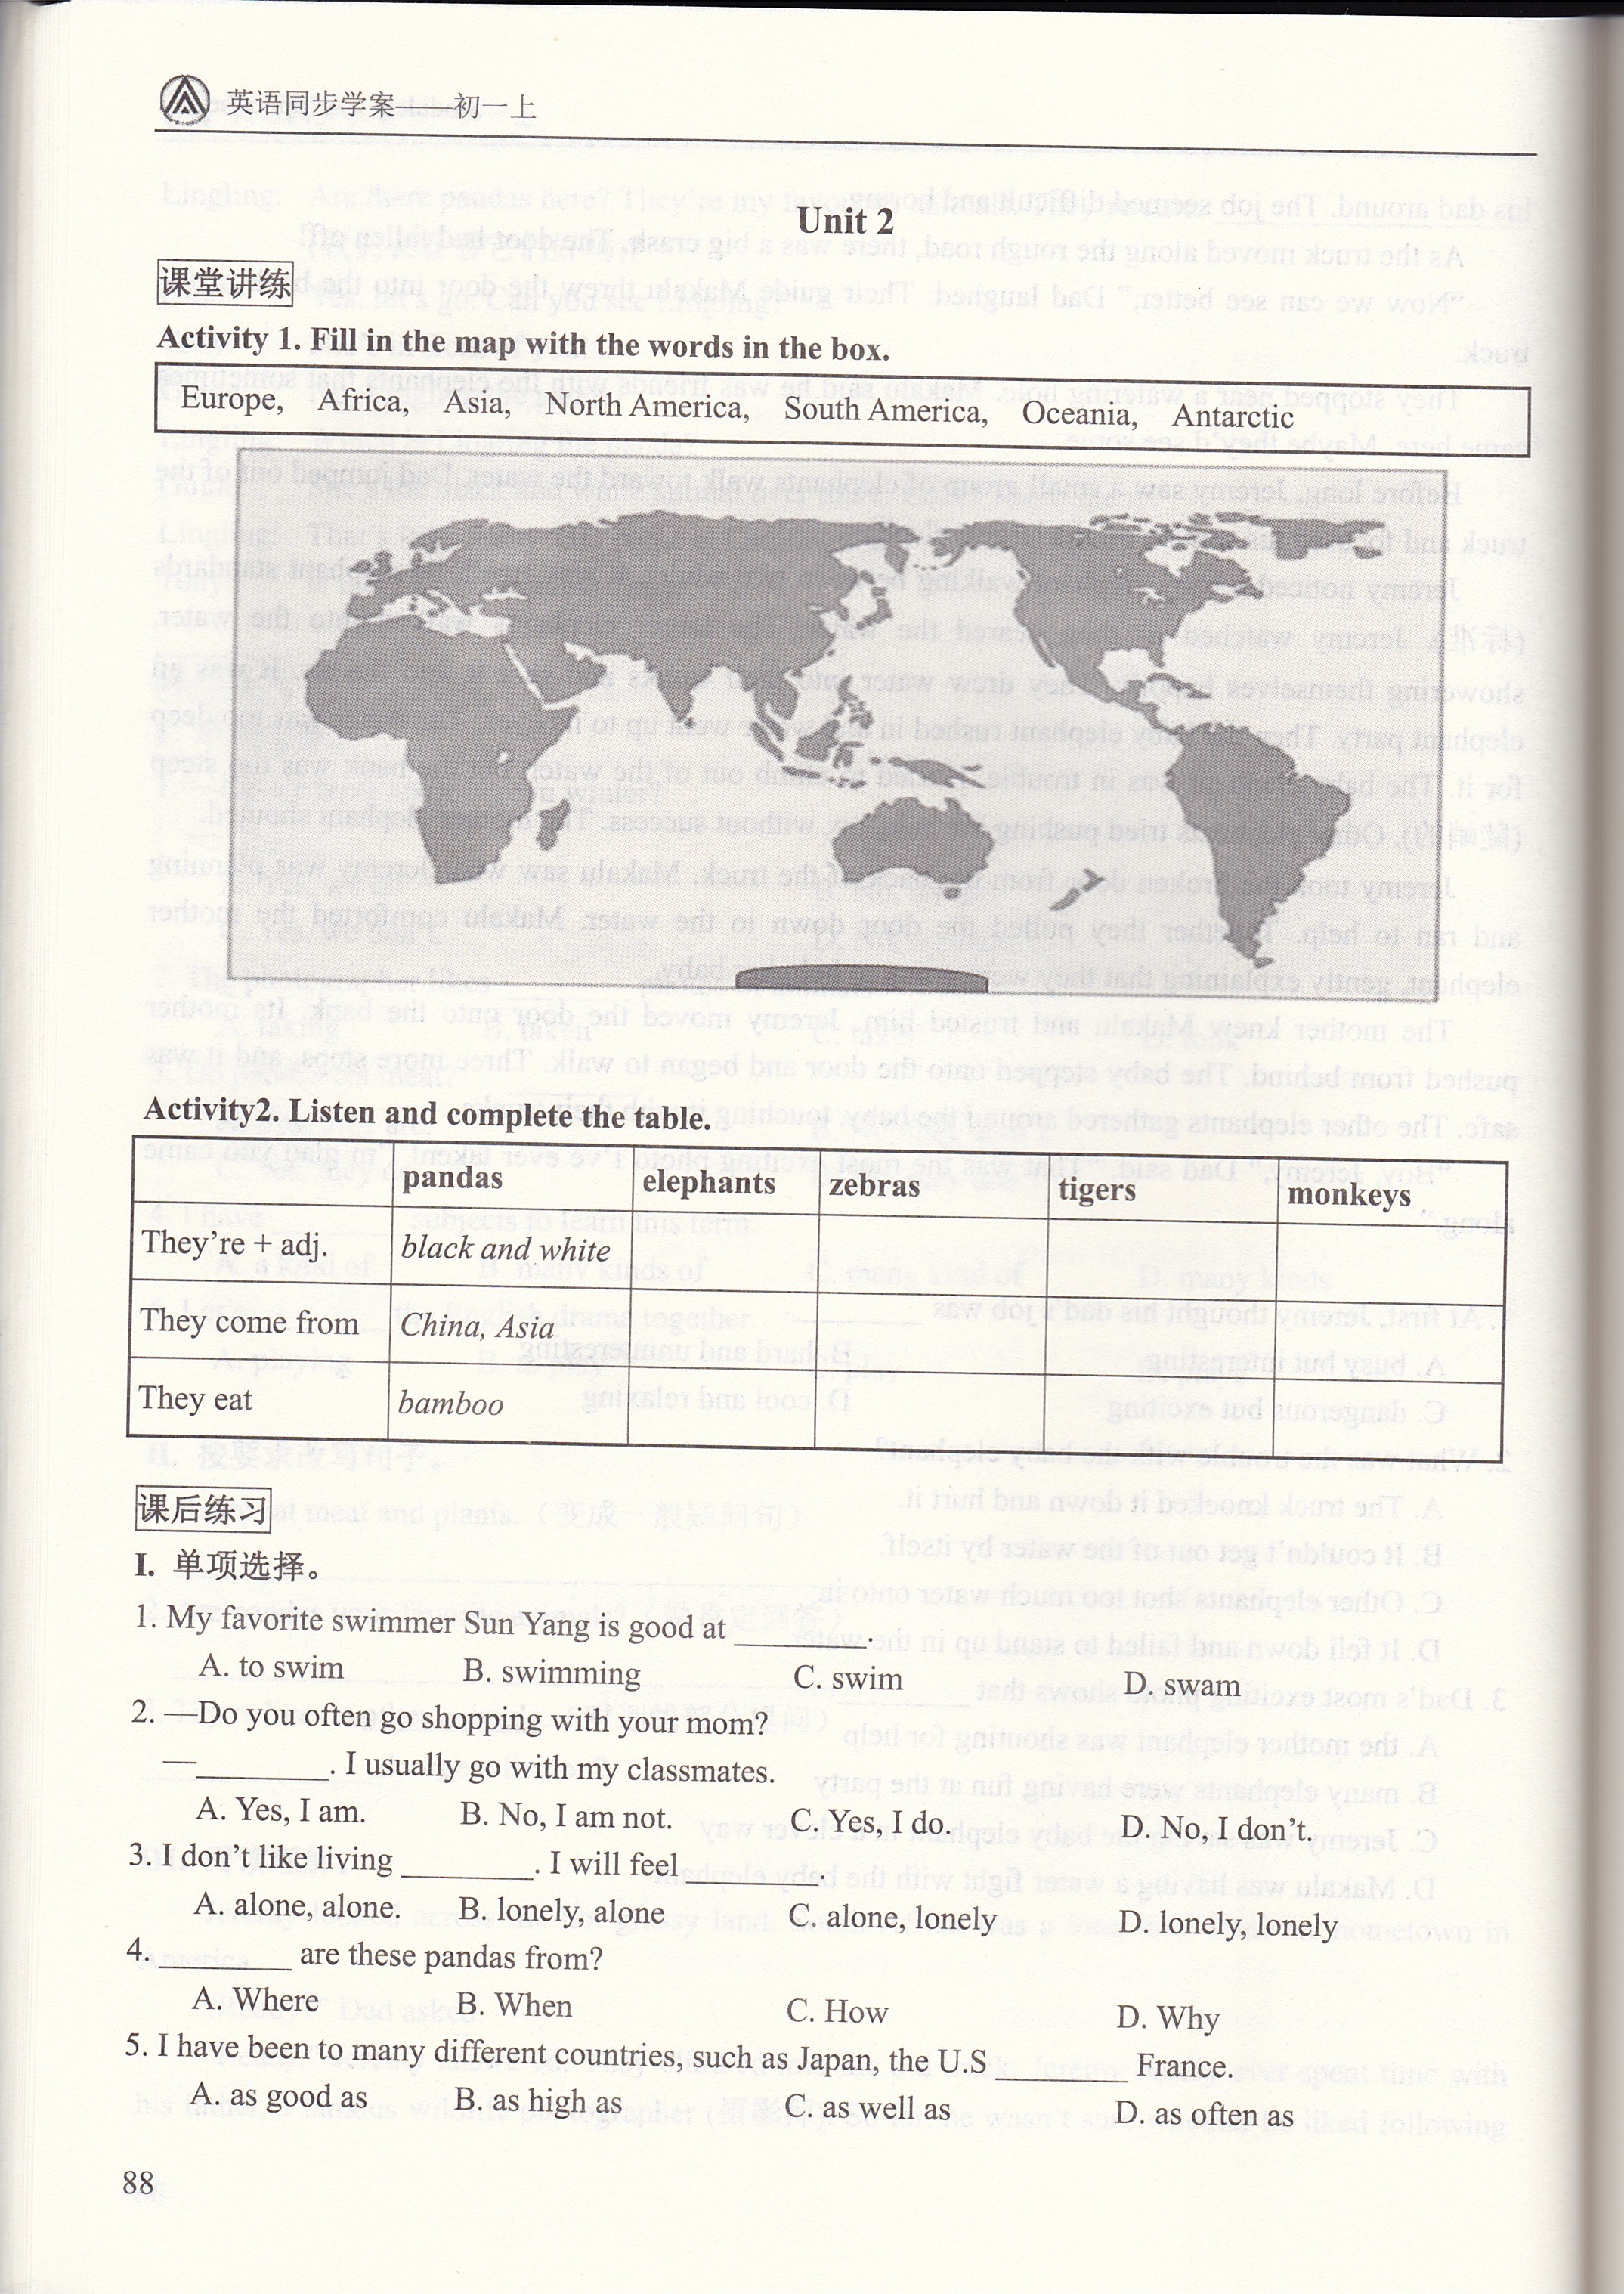 英语同步学案——初一上
Unit 2
课堂讲练
Activity 1. Fill in the map with the words in the box.
Europe, Africa, Asia, North America, South America, Oceania, Antarctic
Activity2. Listen and complete the table.
pandas elephants zebras tigers monkeys
They're + adj. black and white
They come from China, Asia
They eat bamboo
课后练习
I. 单项选择。
1. My favorite swimmer Sun Yang is good at ________.
A. to swim B. swimming C. swim D. swam
2. —Do you often go shopping with your mom?
—________. I usually go with my classmates.
A. Yes, I am. B. No, I am not. C. Yes, I do. D. No, I don't.
3. I don't like living ________. I will feel ________.
A. alone, alone. B. lonely, alone C. alone, lonely D. lonely, lonely
4. ________ are these pandas from?
A. Where B. When C. How D. Why
5. I have been to many different countries, such as Japan, the U.S ________ France.
A. as good as B. as high as C. as well as D. as often as
88